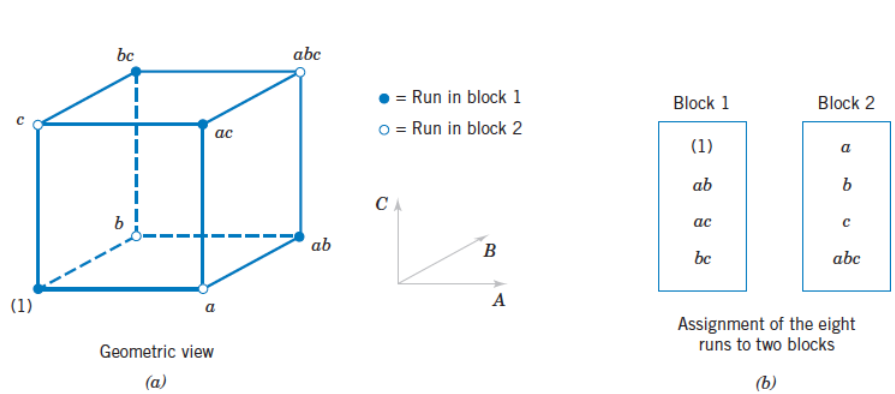 bc
abc
c
ac
b
ab
(1)
a
Geometric view
(a)
= Run in block 1
= Run in block 2
C
B
A
Block 1
(1)
ab
ac
bc
Block 2
a
b
c
abc
Assignment of the eight
runs to two blocks
(b)